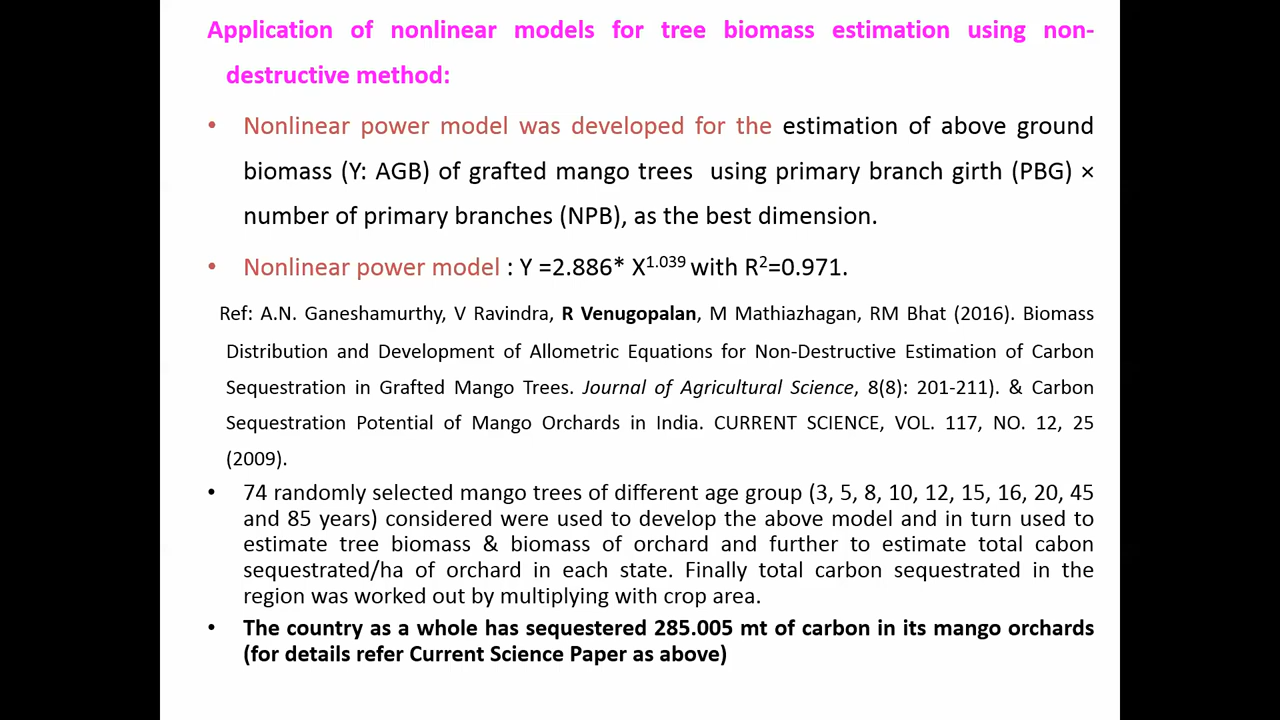 Application of nonlinear models for tree biomass estimation using non-
destructive method:
• Nonlinear power model was developed for the estimation of above ground
biomass (Y: AGB) of grafted mango trees using primary branch girth (PBG) ×
number of primary branches (NPB), as the best dimension.
• Nonlinear power model : Y =2.886* X^1.039 with R²=0.971.
Ref: A.N. Ganeshamurthy, V Ravindra, R Venugopalan, M Mathiazhagan, RM Bhat (2016). Biomass
Distribution and Development of Allometric Equations for Non-Destructive Estimation of Carbon
Sequestration in Grafted Mango Trees. Journal of Agricultural Science, 8(8): 201-211). & Carbon
Sequestration Potential of Mango Orchards in India. CURRENT SCIENCE, VOL. 117, NO. 12, 25
(2009).
• 74 randomly selected mango trees of different age group (3, 5, 8, 10, 12, 15, 16, 20, 45
and 85 years) considered were used to develop the above model and in turn used to
estimate tree biomass & biomass of orchard and further to estimate total cabon
sequestrated/ha of orchard in each state. Finally total carbon sequestrated in the
region was worked out by multiplying with crop area.
• The country as a whole has sequestered 285.005 mt of carbon in its mango orchards
(for details refer Current Science Paper as above)